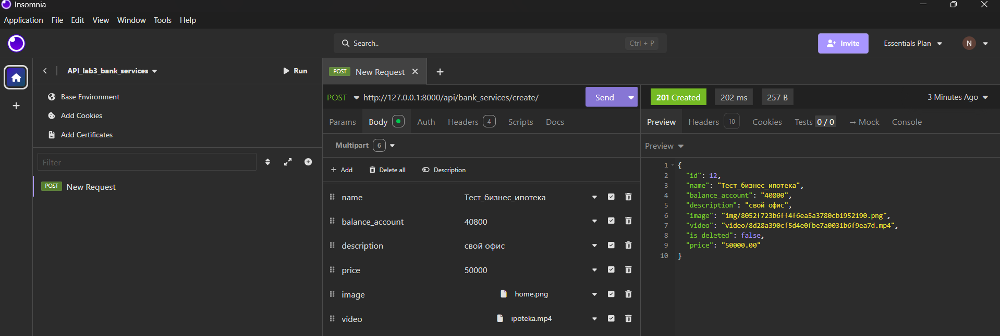 Insomnia
Application File Edit View Window Tools Help
Search.. Ctrl + P
Invite
Essentials Plan
N
API_lab3_bank_services
Run
Base Environment
Add Cookies
Add Certificates
Filter
POST New Request
POST New Request
POST http://127.0.0.1:8000/api/bank_services/create/ Send
Params Body Auth Headers 4 Scripts Docs
Multipart 6
Add Delete all Description
name Тест_бизнес_ипотека
balance_account 40800
description свой офис
price 50000
image home.png
video ipoteka.mp4
201 Created 202 ms 257 B 3 Minutes Ago
Preview Headers 10 Cookies Tests 0 / 0 → Mock Console
Preview
1 {
2 "id": 12,
3 "name": "Тест_бизнес_ипотека",
4 "balance_account": "40800",
5 "description": "свой офис",
6 "image": "img/8052f723b6ff4f6ea5a3780cb1952190.png",
7 "video": "video/8d28a390cf5d4e0fbe7a0031b6f9ea7d.mp4",
8 "is_deleted": false,
9 "price": "50000.00"
10 }